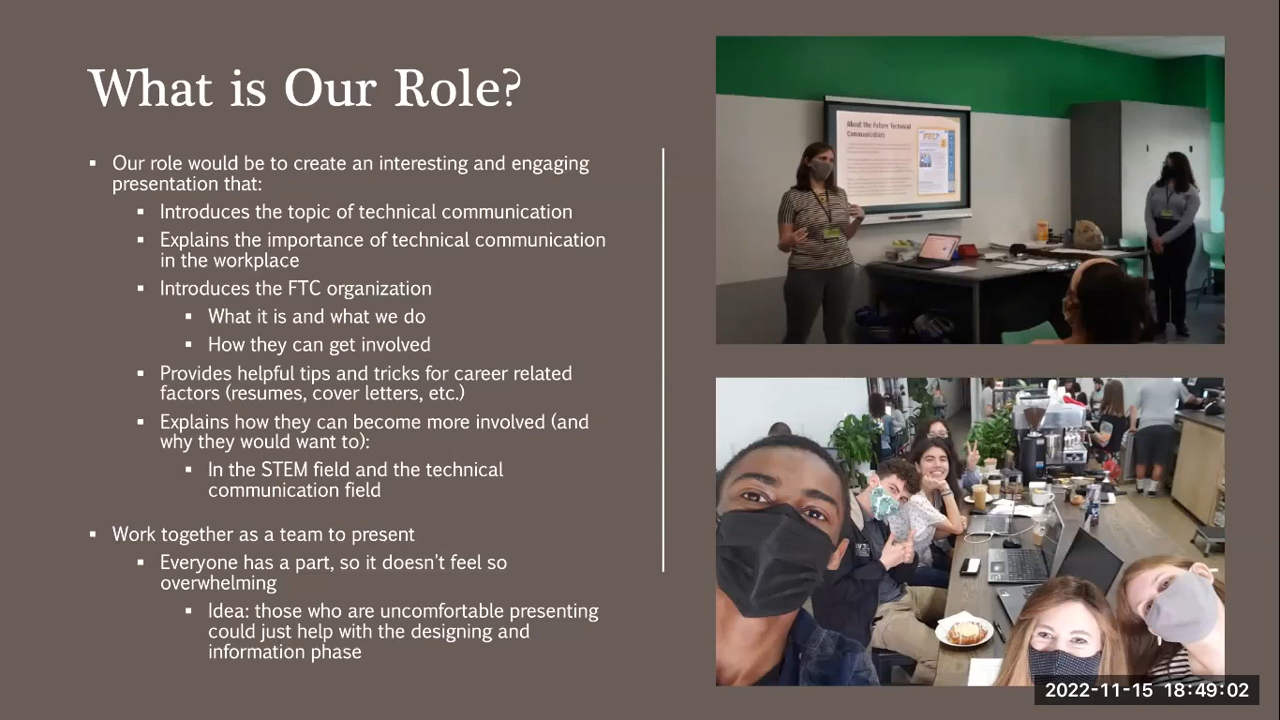 What is Our Role?
Our role would be to create an interesting and engaging
presentation that:
Introduces the topic of technical communication
Explains the importance of technical communication
in the workplace
Introduces the FTC organization
What it is and what we do
How they can get involved
Provides helpful tips and tricks for career related
factors (resumes, cover letters, etc.)
Explains how they can become more involved (and
why they would want to):
In the STEM field and the technical
communication field
Work together as a team to present
Everyone has a part, so it doesn't feel so
overwhelming
Idea: those who are uncomfortable presenting
could just help with the designing and
information phase
About the Future Technical
Communicators
2022-11-15 18:49:02